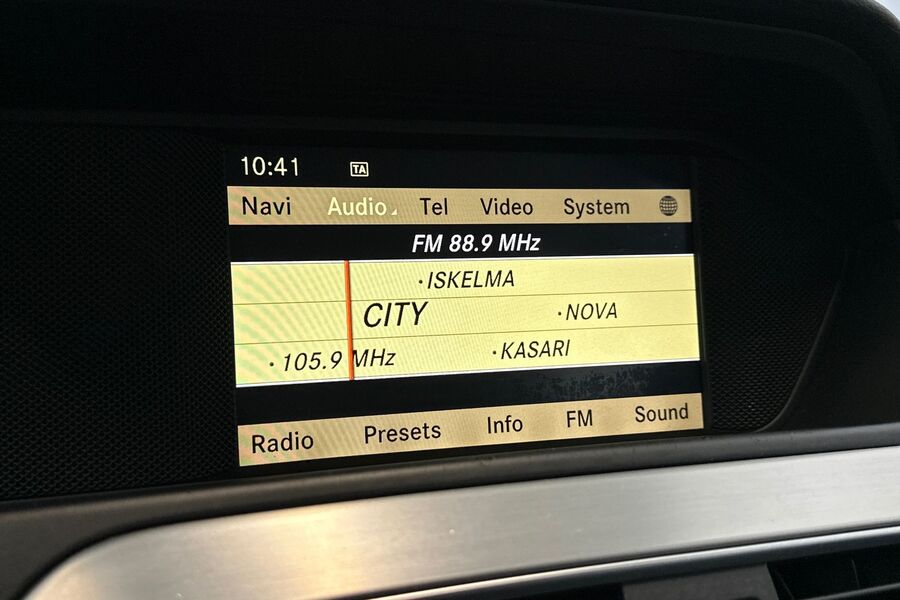 10:41 TA
Navi Audio Tel Video System
FM 88.9 MHz
·ISKELMA
CITY ·NOVA
·105.9 MHz ·KASARI
Radio Presets Info FM Sound